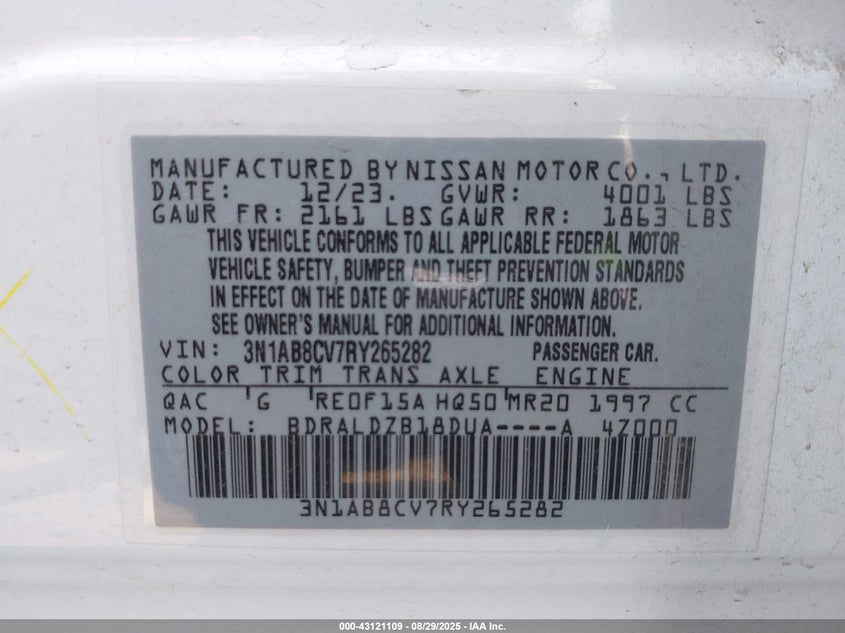 MANUFACTURED BY NISSAN MOTOR CO., LTD.
DATE: 12/23. GVWR: 4001 LBS
GAWR FR: 2161 LBS GAWR RR: 1863 LBS
THIS VEHICLE CONFORMS TO ALL APPLICABLE FEDERAL MOTOR
VEHICLE SAFETY, BUMPER AND THEFT PREVENTION STANDARDS
IN EFFECT ON THE DATE OF MANUFACTURE SHOWN ABOVE.
SEE OWNER'S MANUAL FOR ADDITIONAL INFORMATION.
VIN: 3N1AB8CV7RY265282 PASSENGER CAR.
COLOR TRIM TRANS AXLE ENGINE
QAC G RE0F15A HQ50 MR20 1997 CC
MODEL: BDRALDZB18DUA----A 4Z000
3N1AB8CV7RY265282
000-43121109 - 08/29/2025 - IAA Inc.